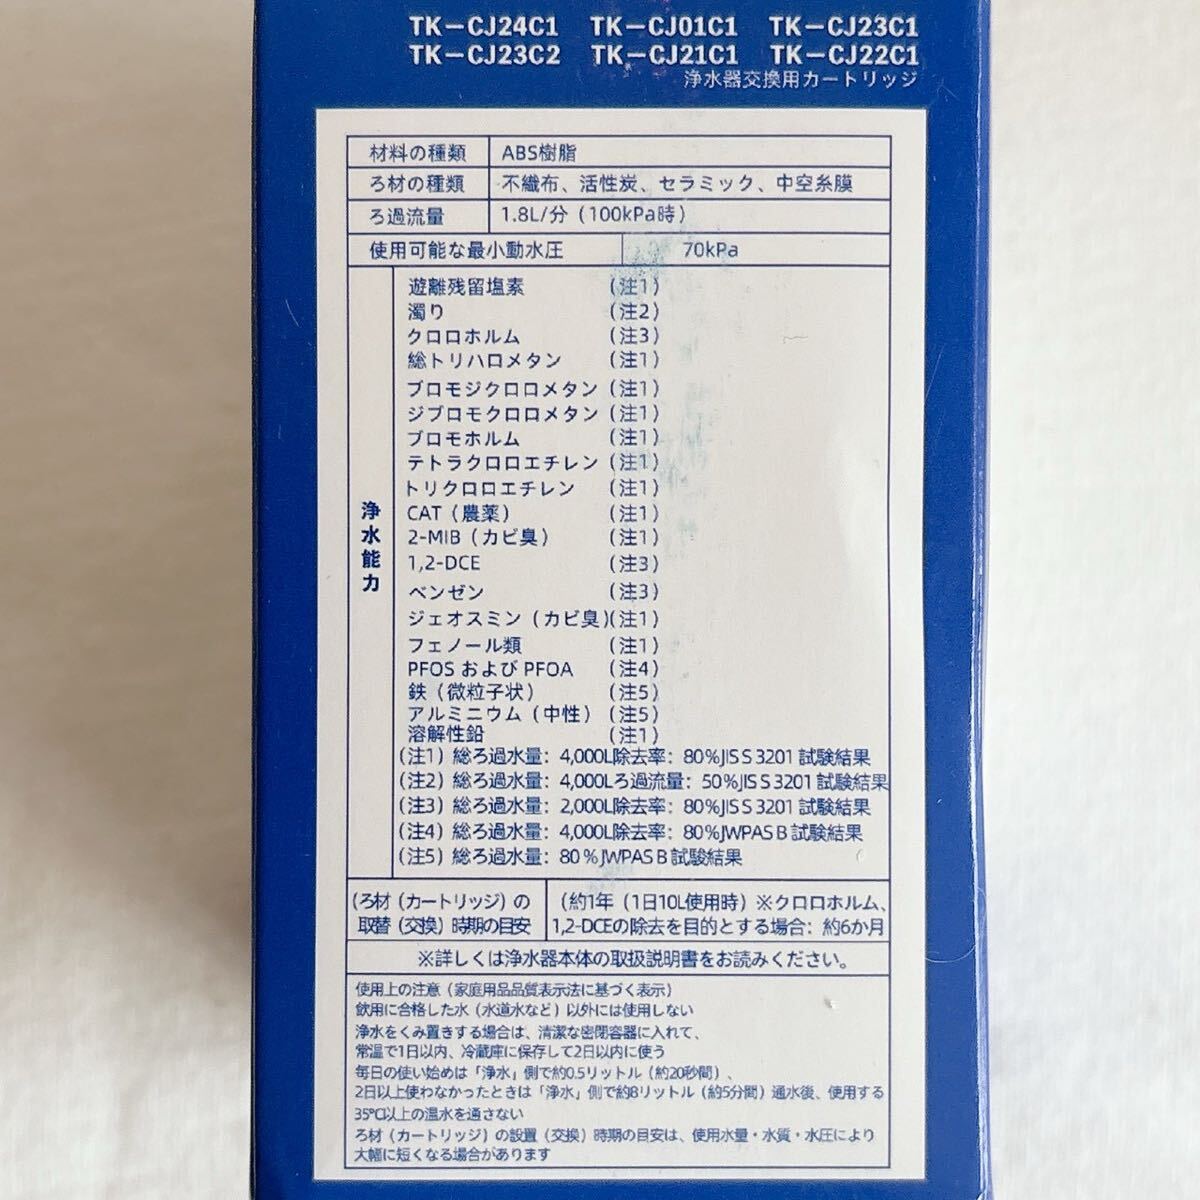 TK－CJ24C1 TK－CJ01C1 TK－CJ23C1
TK－CJ23C2 TK－CJ21C1 TK－CJ22C1
浄水器交換用カートリッジ
材料の種類 ABS樹脂
ろ材の種類 不織布、活性炭、セラミック、中空糸膜
ろ過流量 1.8L/分（100kPa時）
使用可能な最小動水圧 70kPa
浄水能力
遊離残留塩素 （注1）
濁り （注2）
クロロホルム （注3）
総トリハロメタン （注1）
ブロモジクロロメタン（注1）
ジブロモクロロメタン（注1）
ブロモホルム （注1）
テトラクロロエチレン（注1）
トリクロロエチレン （注1）
CAT（農薬） （注1）
2-MIB（カビ臭） （注1）
1,2-DCE （注3）
ベンゼン （注3）
ジェオスミン（カビ臭）（注1）
フェノール類 （注1）
PFOS および PFOA （注4）
鉄（微粒子状） （注5）
アルミニウム（中性）（注5）
溶解性鉛 （注1）
（注1）総ろ過水量：4,000L除去率：80%JIS S 3201 試験結果
（注2）総ろ過水量：4,000Lろ過流量：50%JIS S 3201 試験結果
（注3）総ろ過水量：2,000L除去率：80%JIS S 3201 試験結果
（注4）総ろ過水量：4,000L除去率：80%JWPAS B 試験結果
（注5）総ろ過水量：80％JWPAS B 試験結果
（ろ材（カートリッジ）の
取替（交換）時期の目安
（約1年（1日10L使用時）※クロロホルム、
1,2-DCEの除去を目的とする場合：約6か月
※詳しくは浄水器本体の取扱説明書をお読みください。
使用上の注意（家庭用品品質表示法に基づく表示）
飲用に合格した水（水道水など）以外には使用しない
浄水をくみ置きする場合は、清潔な密閉容器に入れて、
常温で1日以内、冷蔵庫に保存して2日以内に使う
毎日の使い始めは「浄水」側で約0.5リットル（約20秒間）、
2日以上使わなかったときは「浄水」側で約8リットル（約5分間）通水後、使用する
35℃以上の温水を通さない
ろ材（カートリッジ）の設置（交換）時期の目安は、使用水量・水質・水圧により
大幅に短くなる場合があります